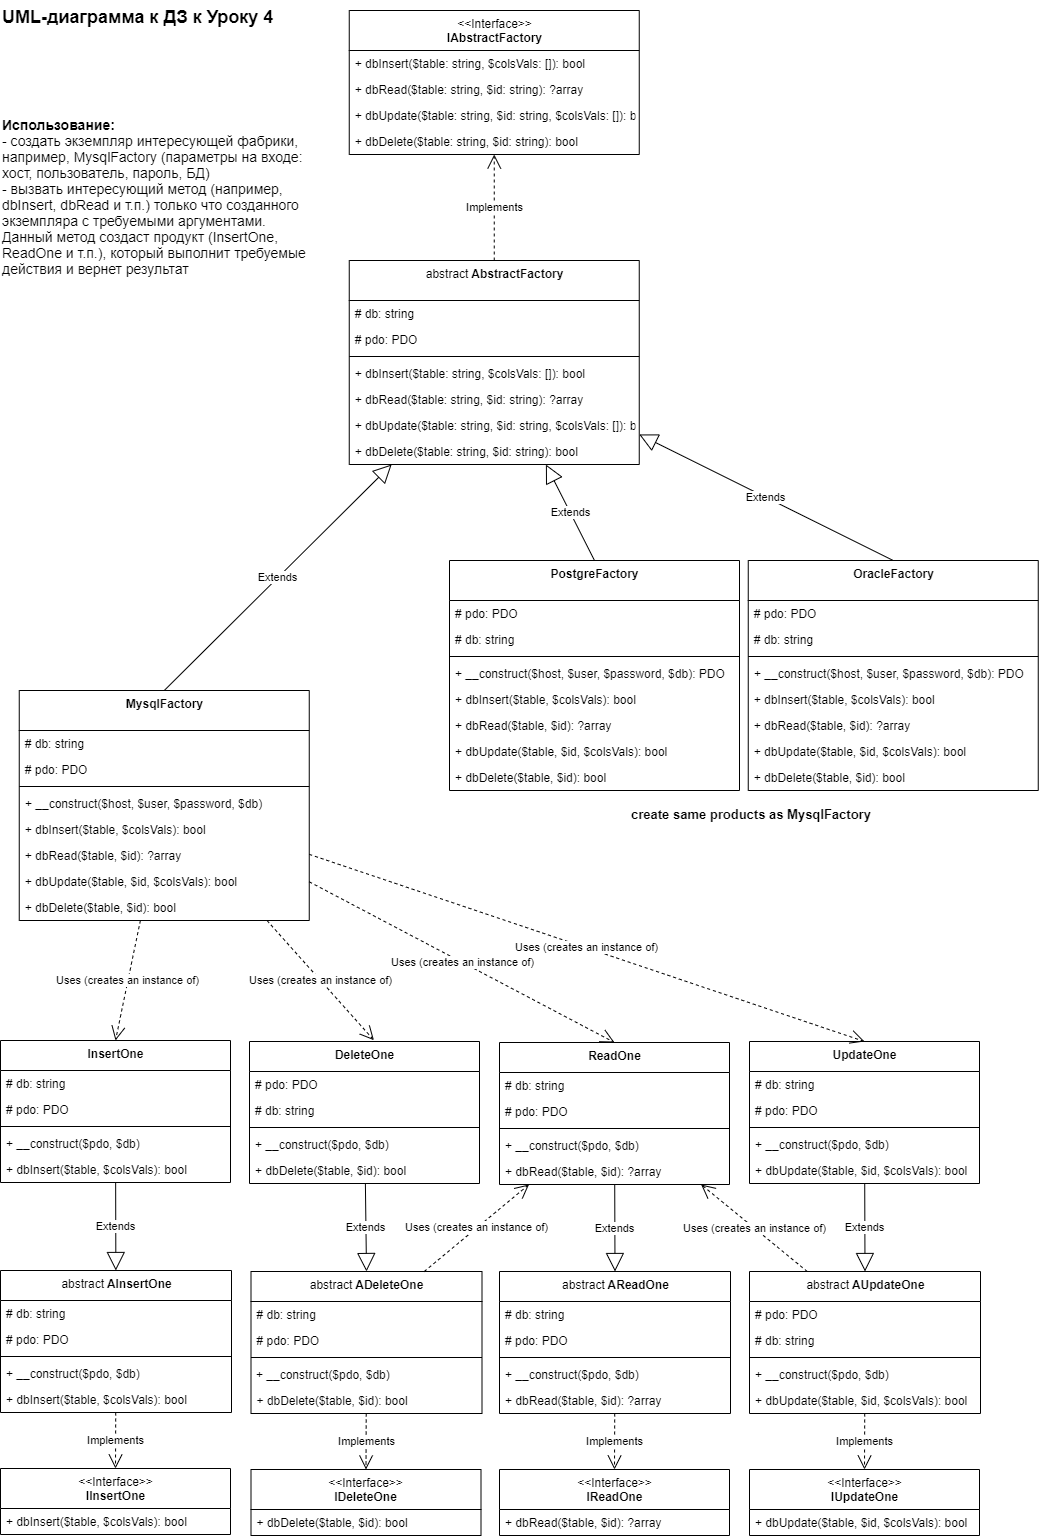 UML-диаграмма к ДЗ к Уроку 4
<<Interface>>
IAbstractFactory
+ dbInsert($table: string, $colsVals: []): bool
+ dbRead($table: string, $id: string): ?array
+ dbUpdate($table: string, $id: string, $colsVals: []): b
+ dbDelete($table: string, $id: string): bool
Использование:
- создать экземпляр интересующей фабрики,
например, MysqlFactory (параметры на входе:
хост, пользователь, пароль, БД)
- вызвать интересующий метод (например,
dbInsert, dbRead и т.п.) только что созданного
экземпляра с требуемыми аргументами.
Данный метод создаст продукт (InsertOne,
ReadOne и т.п.), который выполнит требуемые
действия и вернет результат
Implements
abstract AbstractFactory
# db: string
# pdo: PDO
+ dbInsert($table: string, $colsVals: []): bool
+ dbRead($table: string, $id: string): ?array
+ dbUpdate($table: string, $id: string, $colsVals: []): b
+ dbDelete($table: string, $id: string): bool
Extends
Extends
Extends
PostgreFactory
# pdo: PDO
# db: string
+ __construct($host, $user, $password, $db): PDO
+ dbInsert($table, $colsVals): bool
+ dbRead($table, $id): ?array
+ dbUpdate($table, $id, $colsVals): bool
+ dbDelete($table, $id): bool
OracleFactory
# pdo: PDO
# db: string
+ __construct($host, $user, $password, $db): PDO
+ dbInsert($table, $colsVals): bool
+ dbRead($table, $id): ?array
+ dbUpdate($table, $id, $colsVals): bool
+ dbDelete($table, $id): bool
create same products as MysqlFactory
MysqlFactory
# db: string
# pdo: PDO
+ __construct($host, $user, $password, $db)
+ dbInsert($table, $colsVals): bool
+ dbRead($table, $id): ?array
+ dbUpdate($table, $id, $colsVals): bool
+ dbDelete($table, $id): bool
Uses (creates an instance of)
Uses (creates an instance of)
Uses (creates an instance of)
Uses (creates an instance of)
InsertOne
# db: string
# pdo: PDO
+ __construct($pdo, $db)
+ dbInsert($table, $colsVals): bool
DeleteOne
# pdo: PDO
# db: string
+ __construct($pdo, $db)
+ dbDelete($table, $id): bool
ReadOne
# db: string
# pdo: PDO
+ __construct($pdo, $db)
+ dbRead($table, $id): ?array
UpdateOne
# db: string
# pdo: PDO
+ __construct($pdo, $db)
+ dbUpdate($table, $id, $colsVals): bool
Extends
Extends
Uses (creates an instance of)
Extends
Uses (creates an instance of)
Extends
abstract AInsertOne
# db: string
# pdo: PDO
+ __construct($pdo, $db)
+ dbInsert($table, $colsVals): bool
abstract ADeleteOne
# db: string
# pdo: PDO
+ __construct($pdo, $db)
+ dbDelete($table, $id): bool
abstract AReadOne
# db: string
# pdo: PDO
+ __construct($pdo, $db)
+ dbRead($table, $id): ?array
abstract AUpdateOne
# pdo: PDO
# db: string
+ __construct($pdo, $db)
+ dbUpdate($table, $id, $colsVals): bool
Implements
Implements
Implements
Implements
<<Interface>>
IInsertOne
+ dbInsert($table, $colsVals): bool
<<Interface>>
IDeleteOne
+ dbDelete($table, $id): bool
<<Interface>>
IReadOne
+ dbRead($table, $id): ?array
<<Interface>>
IUpdateOne
+ dbUpdate($table, $id, $colsVals): bool